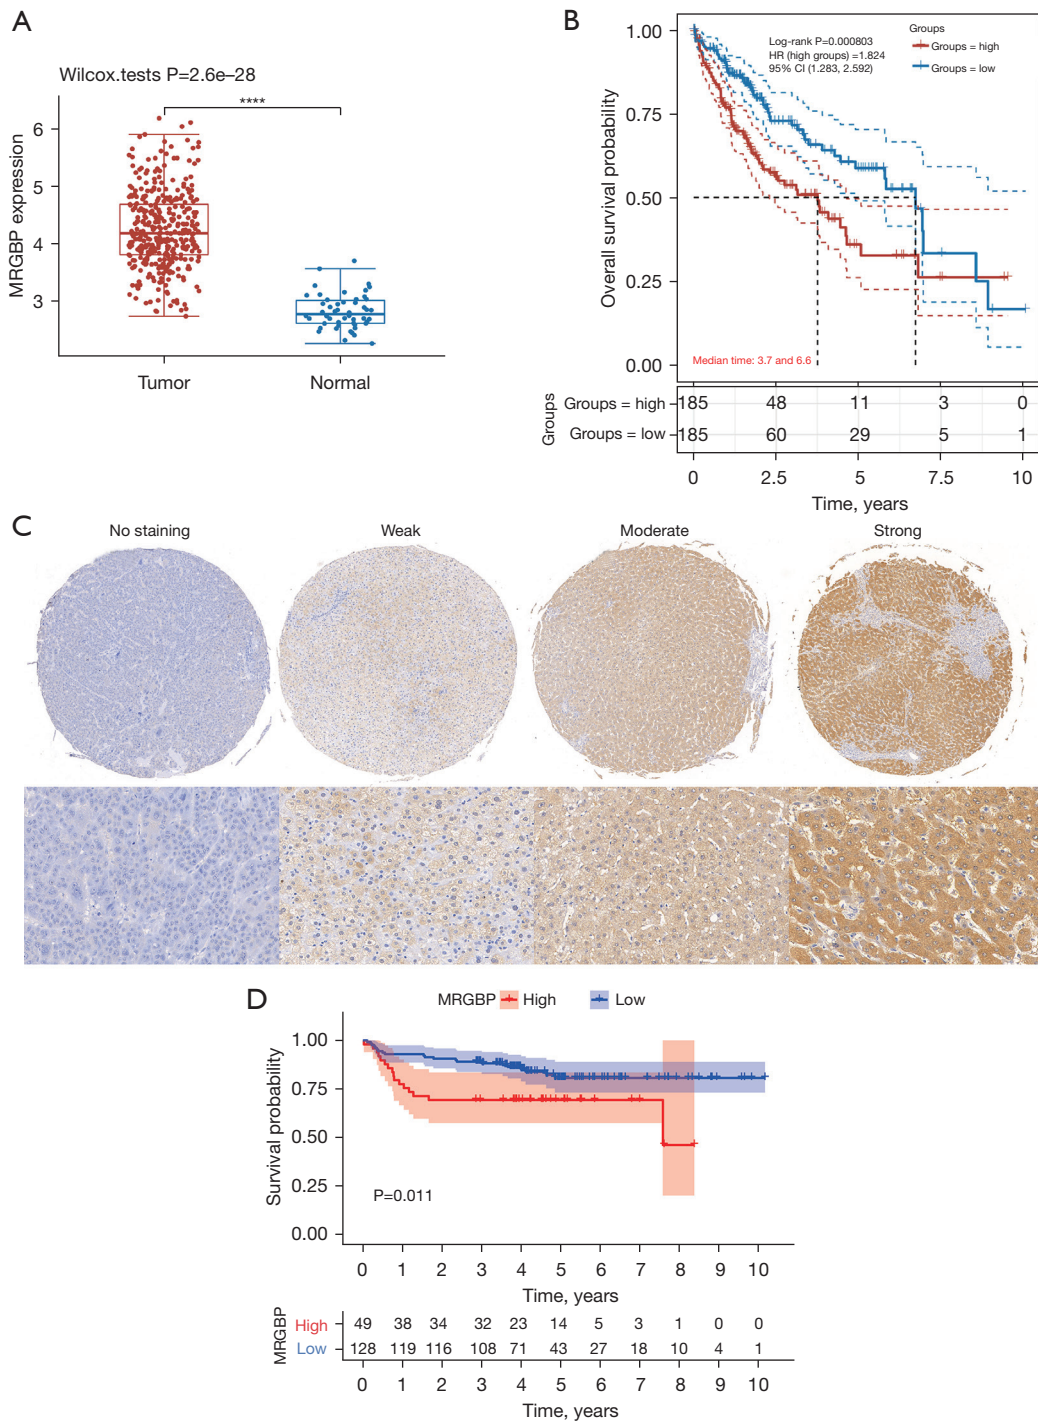 A
Wilcox.tests P=2.6e–28
****
MRGBP expression
6
5
4
3
Tumor
Normal
B
Overall survival probability
1.00
0.75
0.50
0.25
0.00
Log-rank P=0.000803
HR (high groups) =1.824
95% CI (1.283, 2.592)
Groups
Groups = high
Groups = low
Median time: 3.7 and 6.6
Groups
Groups = high 185 48 11 3 0
Groups = low 185 60 29 5 1
0 2.5 5 7.5 10
Time, years
C
No staining
Weak
Moderate
Strong
D
MRGBP High Low
Survival probability
1.00
0.75
0.50
0.25
0.00
P=0.011
0 1 2 3 4 5 6 7 8 9 10
Time, years
MRGBP
High 49 38 34 32 23 14 5 3 1 0 0
Low 128 119 116 108 71 43 27 18 10 4 1
0 1 2 3 4 5 6 7 8 9 10
Time, years